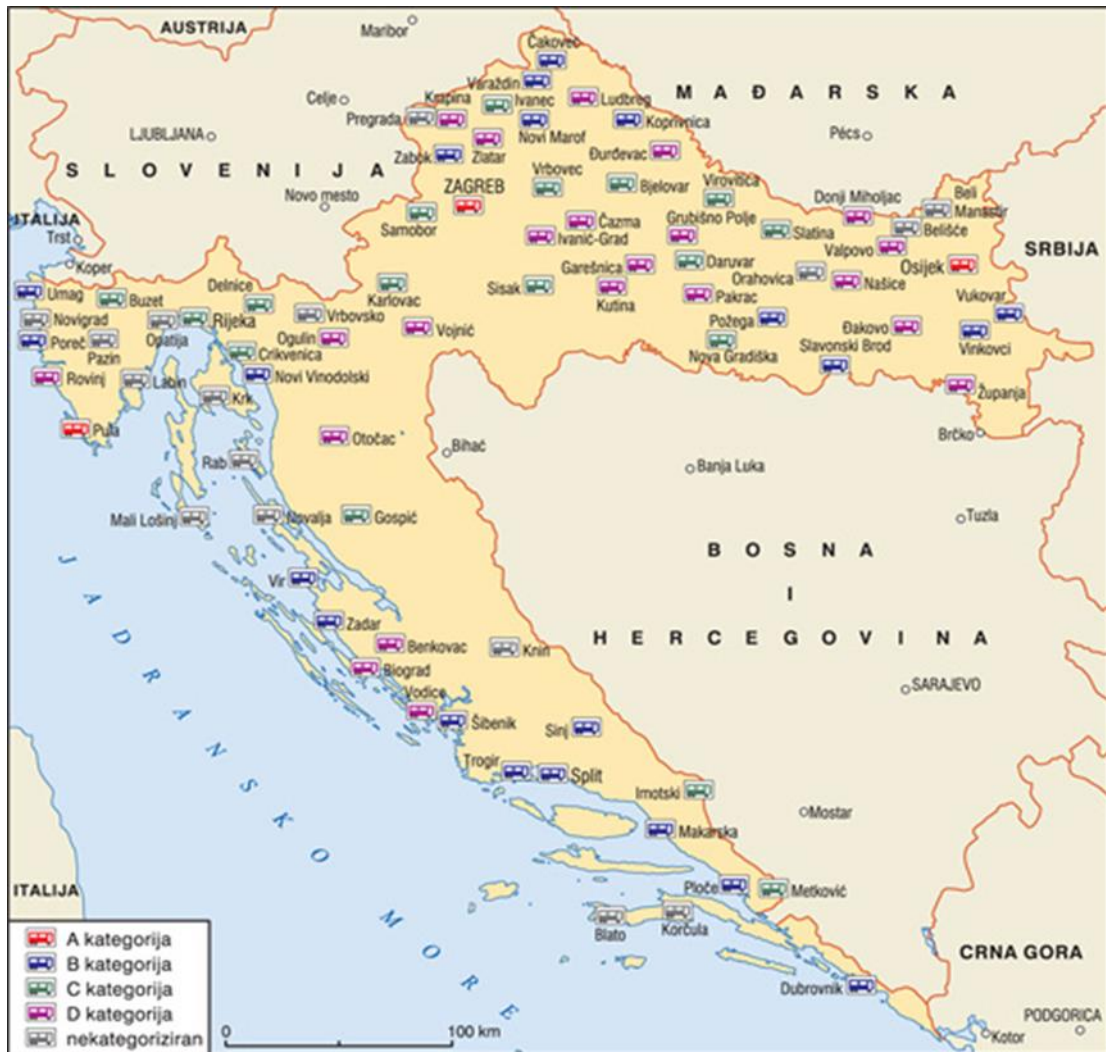 AUSTRIJA
Maribor
Čakovec
Varaždin
MAĐARSKA
Celje
Krapina
Ivanec
Ludbreg
Pregrada
Novi Marof
Koprivnica
LJUBLJANA
Pécs
Zabok
Zlatar
Đurđevac
SLOVENIJA
Vrbovec
Bjelovar
Virovitica
Novo mesto
ZAGREB
Donji Miholjac
Beli
Manastir
ITALIJA
Samobor
Čazma
Grubišno Polje
Slatina
Belišće
Trst
Ivanić-Grad
Valpovo
SRBIJA
Koper
Garešnica
Daruvar
Orahovica
Osijek
Umag
Buzet
Delnice
Karlovac
Sisak
Kutina
Pakrac
Našice
Vukovar
Novigrad
Opatija
Rijeka
Vrbovsko
Vojnić
Požega
Đakovo
Poreč
Pazin
Crikvenica
Ogulin
Nova Gradiška
Slavonski Brod
Vinkovci
Rovinj
Labin
Novi Vinodolski
Krk
Županja
Pula
Otočac
Bihać
Brčko
Rab
Banja Luka
Mali Lošinj
Novalja
Gospić
Tuzla
BOSNA
I
HERCEGOVINA
Vir
Zadar
Benkovac
Knin
Biograd
SARAJEVO
Vodice
Šibenik
Sinj
Trogir
Split
Imotski
Mostar
Makarska
JADRANSKO MORE
Ploče
Metković
ITALIJA
Blato
Korčula
CRNA GORA
Dubrovnik
PODGORICA
Kotor
A kategorija
B kategorija
C kategorija
D kategorija
nekategoriziran
0 100 km